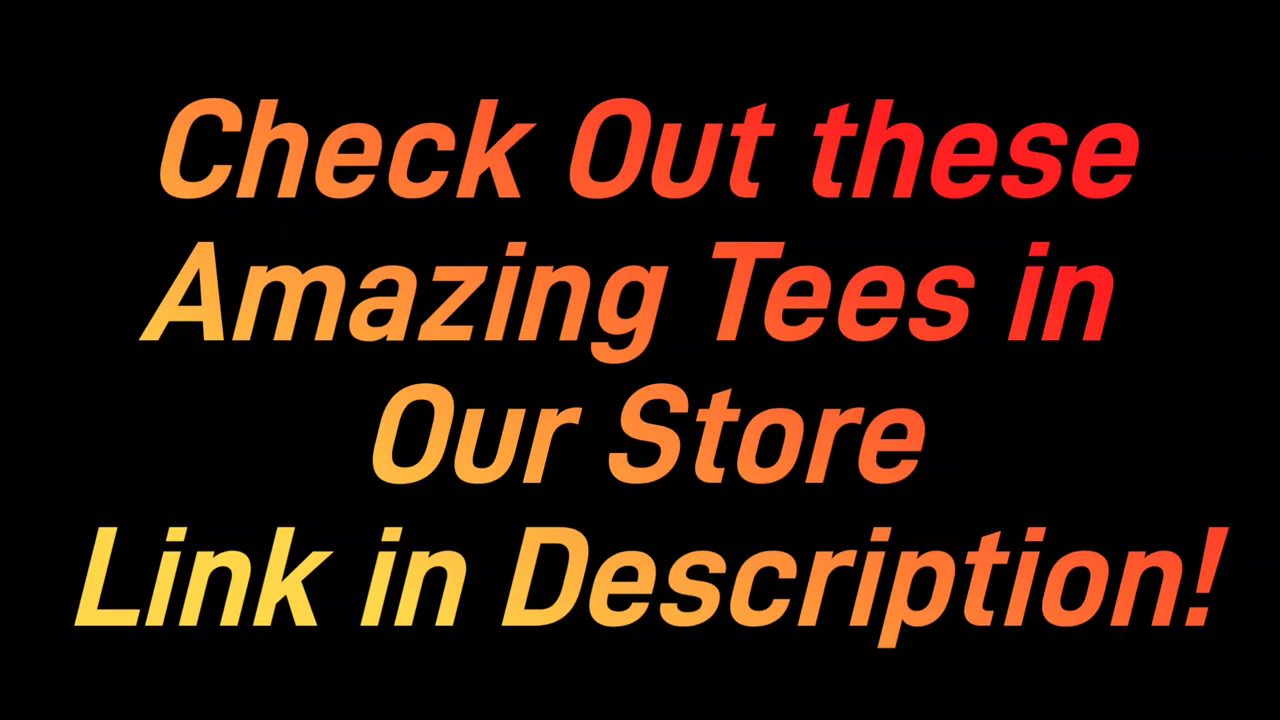 Check Out these
Amazing Tees in
Our Store
Link in Description!